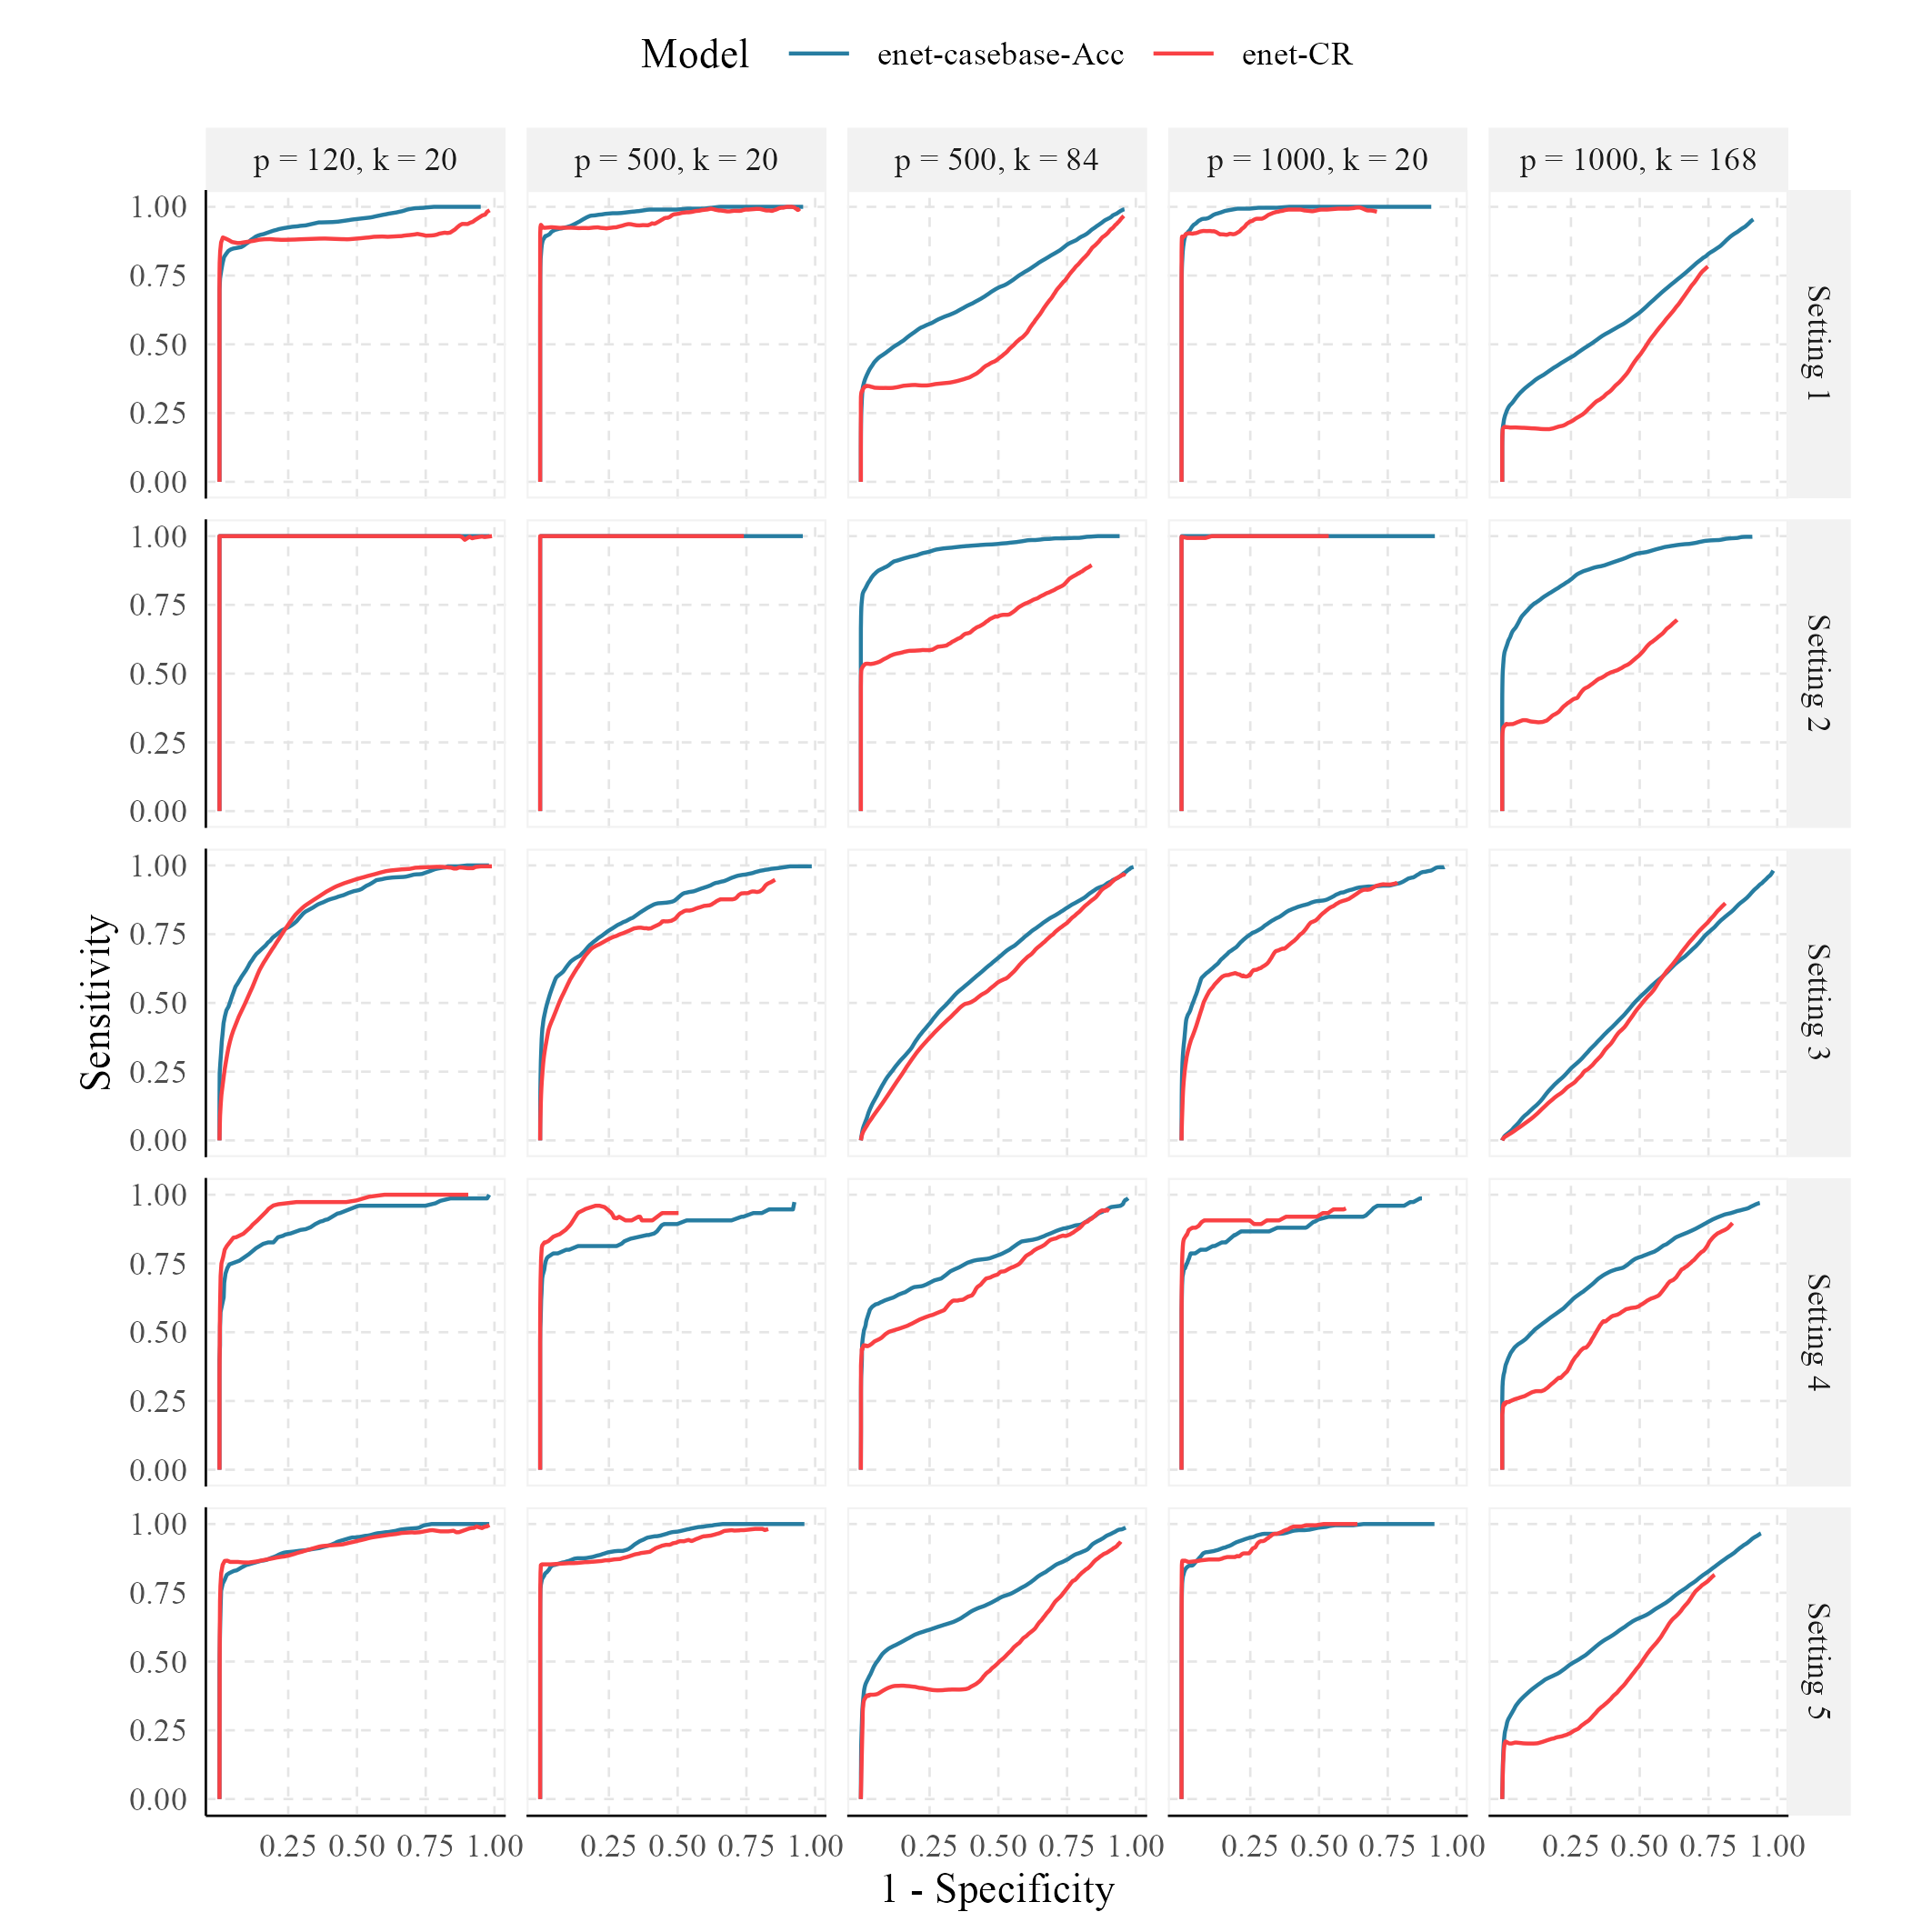 Model enet-casebase-Acc enet-CR
p = 120, k = 20 p = 500, k = 20 p = 500, k = 84 p = 1000, k = 20 p = 1000, k = 168
1.00
0.75
0.50
0.25
0.00
Setting 1
1.00
0.75
0.50
0.25
0.00
Setting 2
1.00
0.75
0.50
0.25
0.00
Setting 3
1.00
0.75
0.50
0.25
0.00
Setting 4
1.00
0.75
0.50
0.25
0.00
Setting 5
Sensitivity
0.25 0.50 0.75 1.00 0.25 0.50 0.75 1.00 0.25 0.50 0.75 1.00 0.25 0.50 0.75 1.00 0.25 0.50 0.75 1.00
1 - Specificity